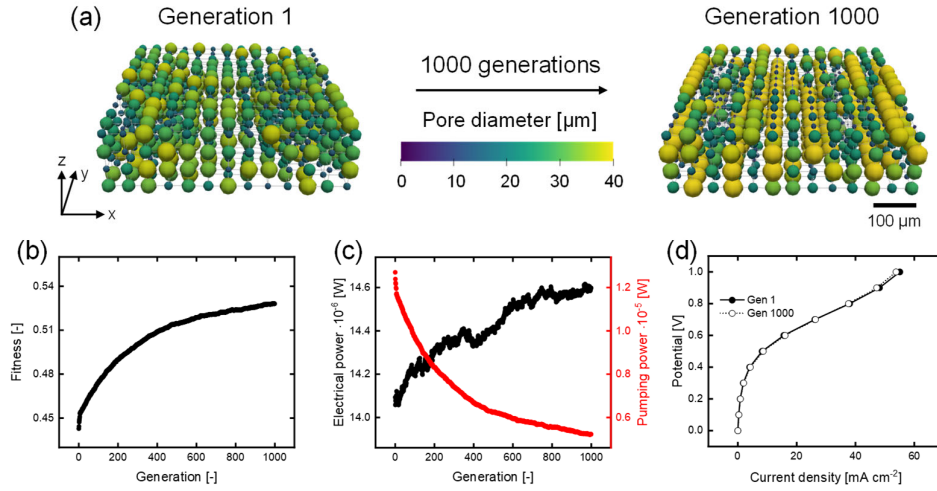 (a)
Generation 1
Generation 1000
1000 generations
Pore diameter [µm]
0 10 20 30 40
z
y
x
100 µm
(b)
0.54
0.51
0.48
0.45
Fitness [-]
0 200 400 600 800 1000
Generation [-]
(c)
14.6
14.4
14.2
14.0
Electrical power ·10⁻⁶ [W]
1.2
1.0
0.8
0.6
Pumping power ·10⁻⁵ [W]
0 200 400 600 800 1000
Generation [-]
(d)
1.0
0.8
0.6
0.4
0.2
0.0
Potential [V]
Gen 1
Gen 1000
0 20 40 60
Current density [mA cm⁻²]